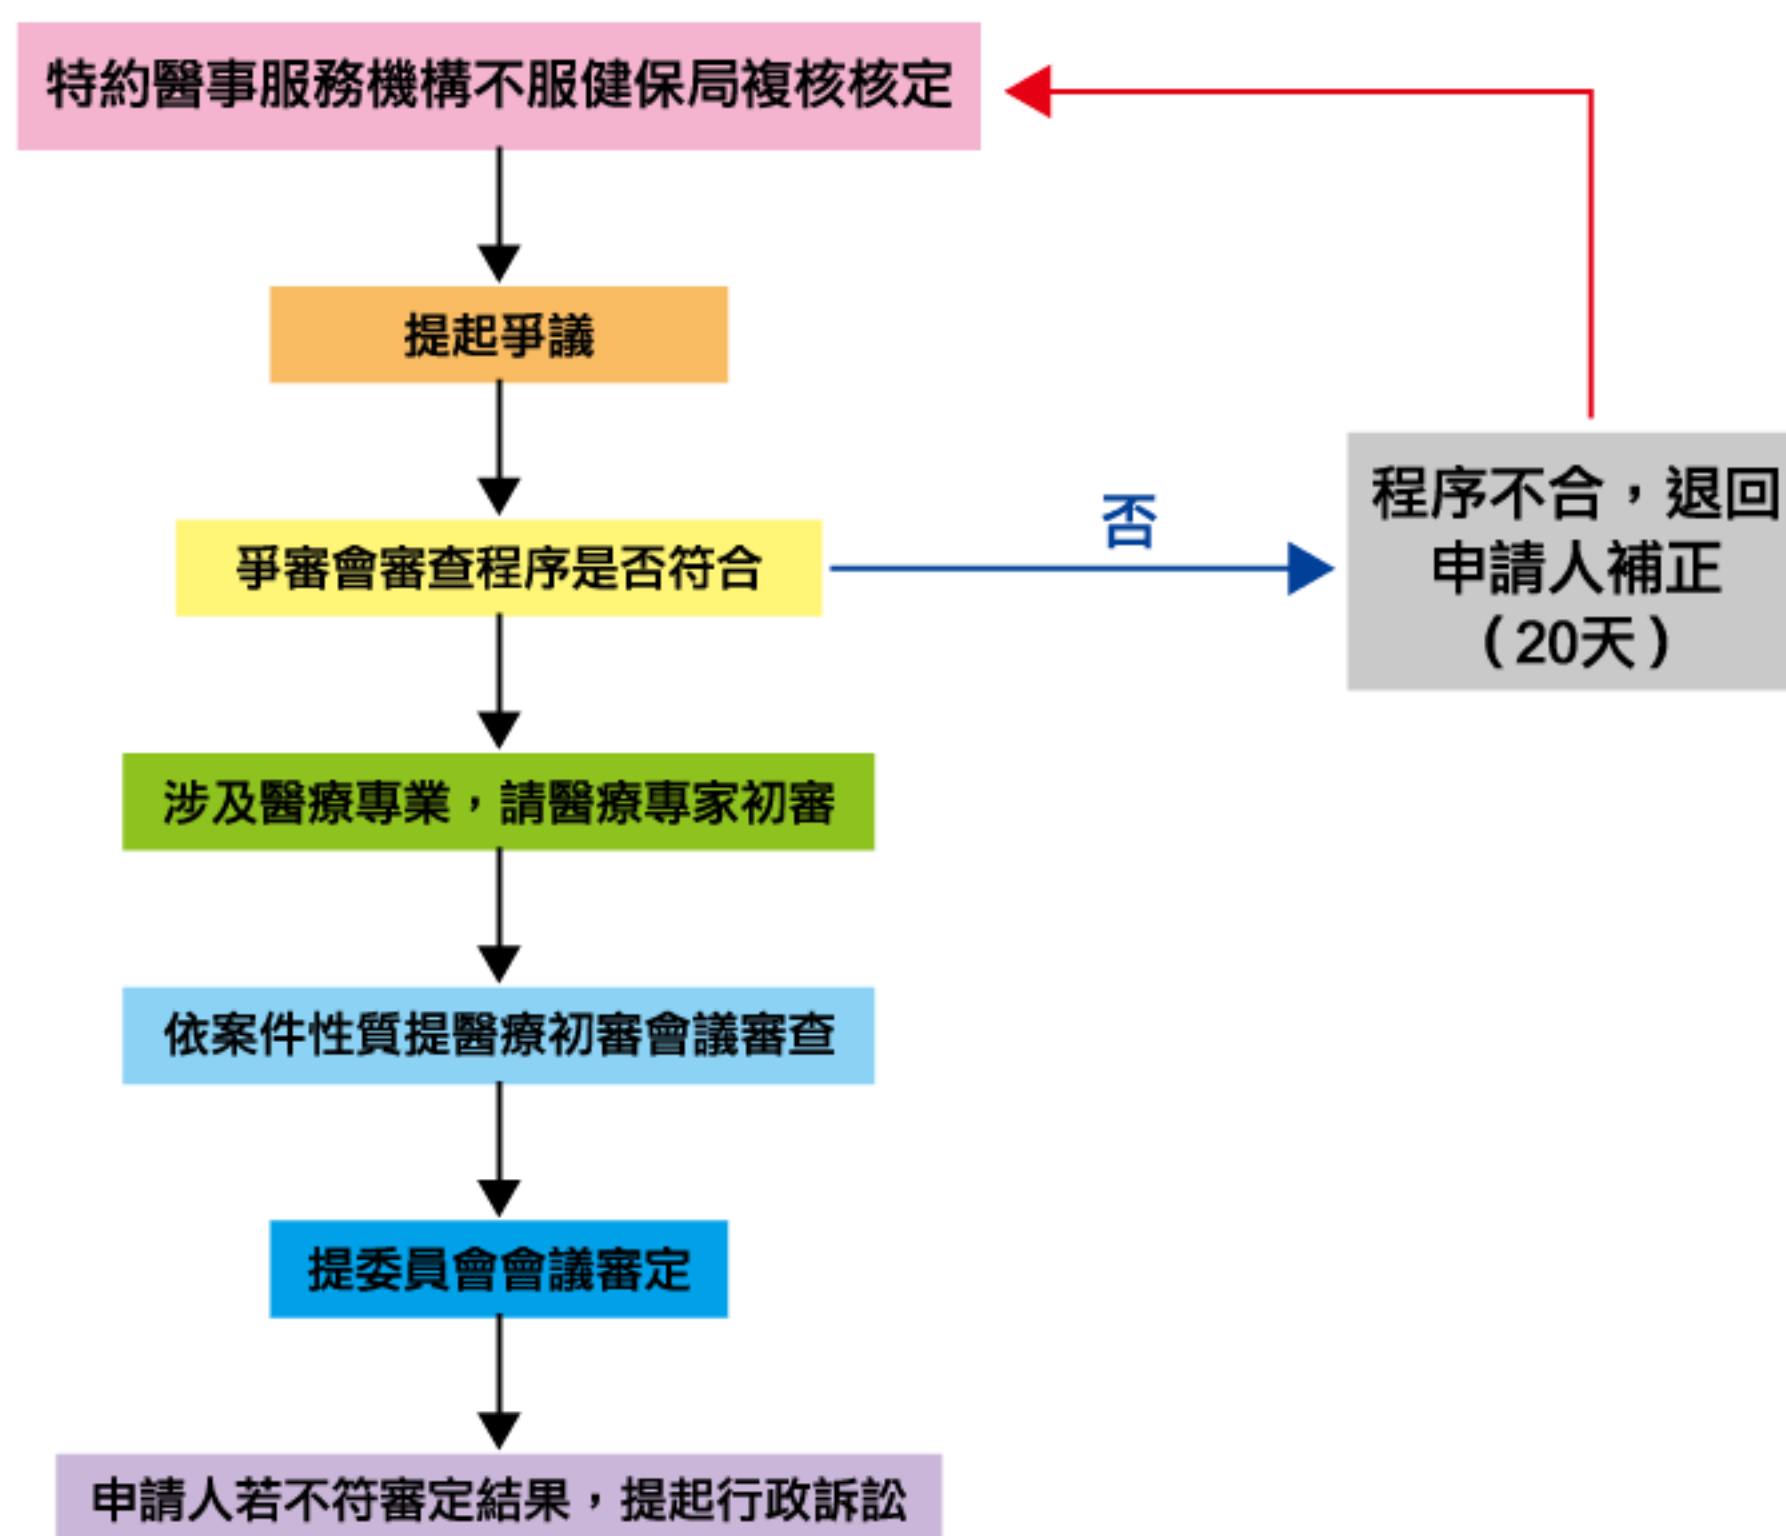 特約醫事服務機構不服健保局複核核定
提起爭議
爭審會審查程序是否符合
否
程序不合，退回
申請人補正
（20天）
涉及醫療專業，請醫療專家初審
依案件性質提醫療初審會議審查
提委員會會議審定
申請人若不符審定結果，提起行政訴訟